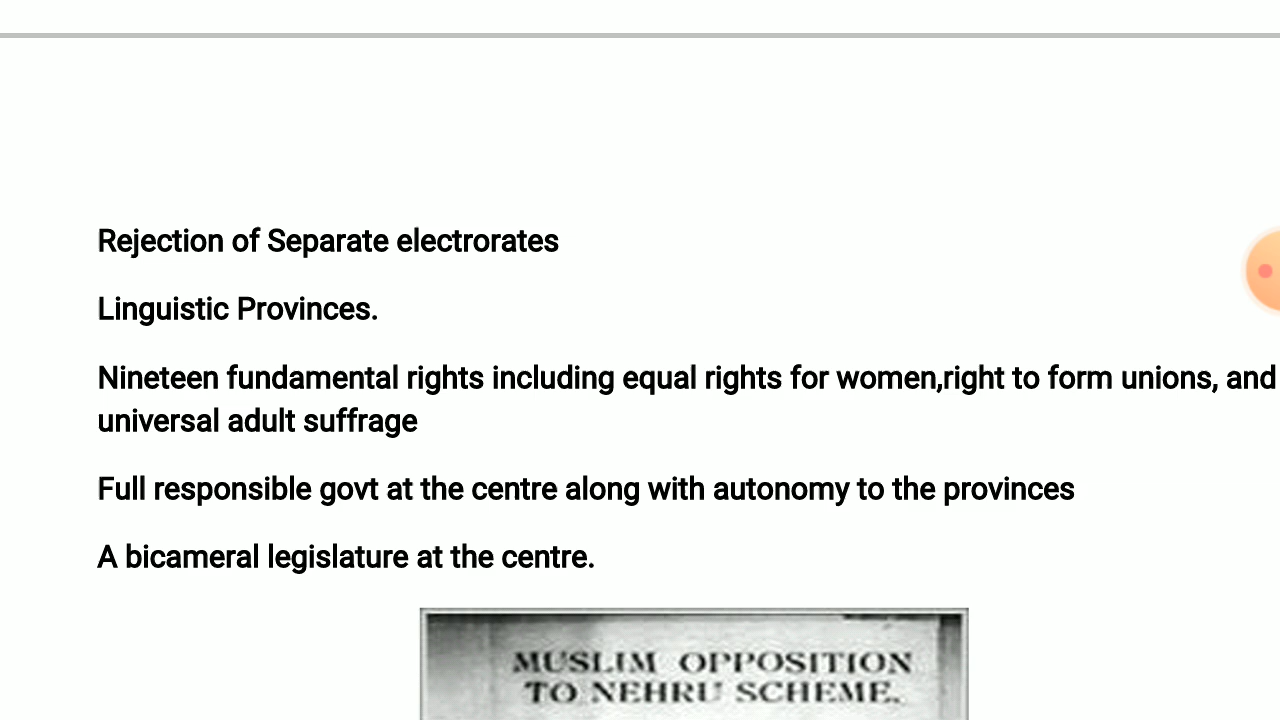 Rejection of Separate electrorates
Linguistic Provinces.
Nineteen fundamental rights including equal rights for women,right to form unions, and
universal adult suffrage
Full responsible govt at the centre along with autonomy to the provinces
A bicameral legislature at the centre.
MUSLIM OPPOSITION
TO NEHRU SCHEME.